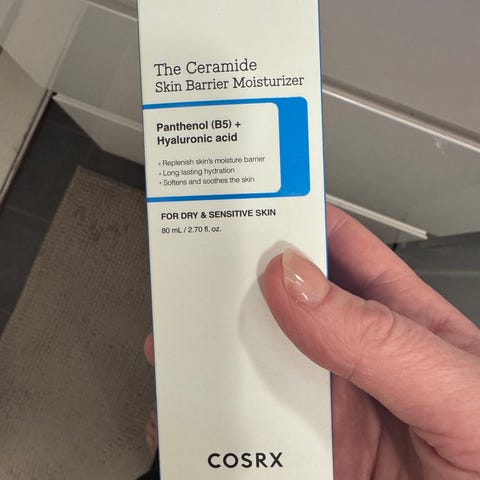 The Ceramide
Skin Barrier Moisturizer
Panthenol (B5) +
Hyaluronic acid
• Replenish skin's moisture barrier
• Long lasting hydration
• Softens and soothes the skin
FOR DRY & SENSITIVE SKIN
80 mL / 2.70 fl. oz.
COSRX